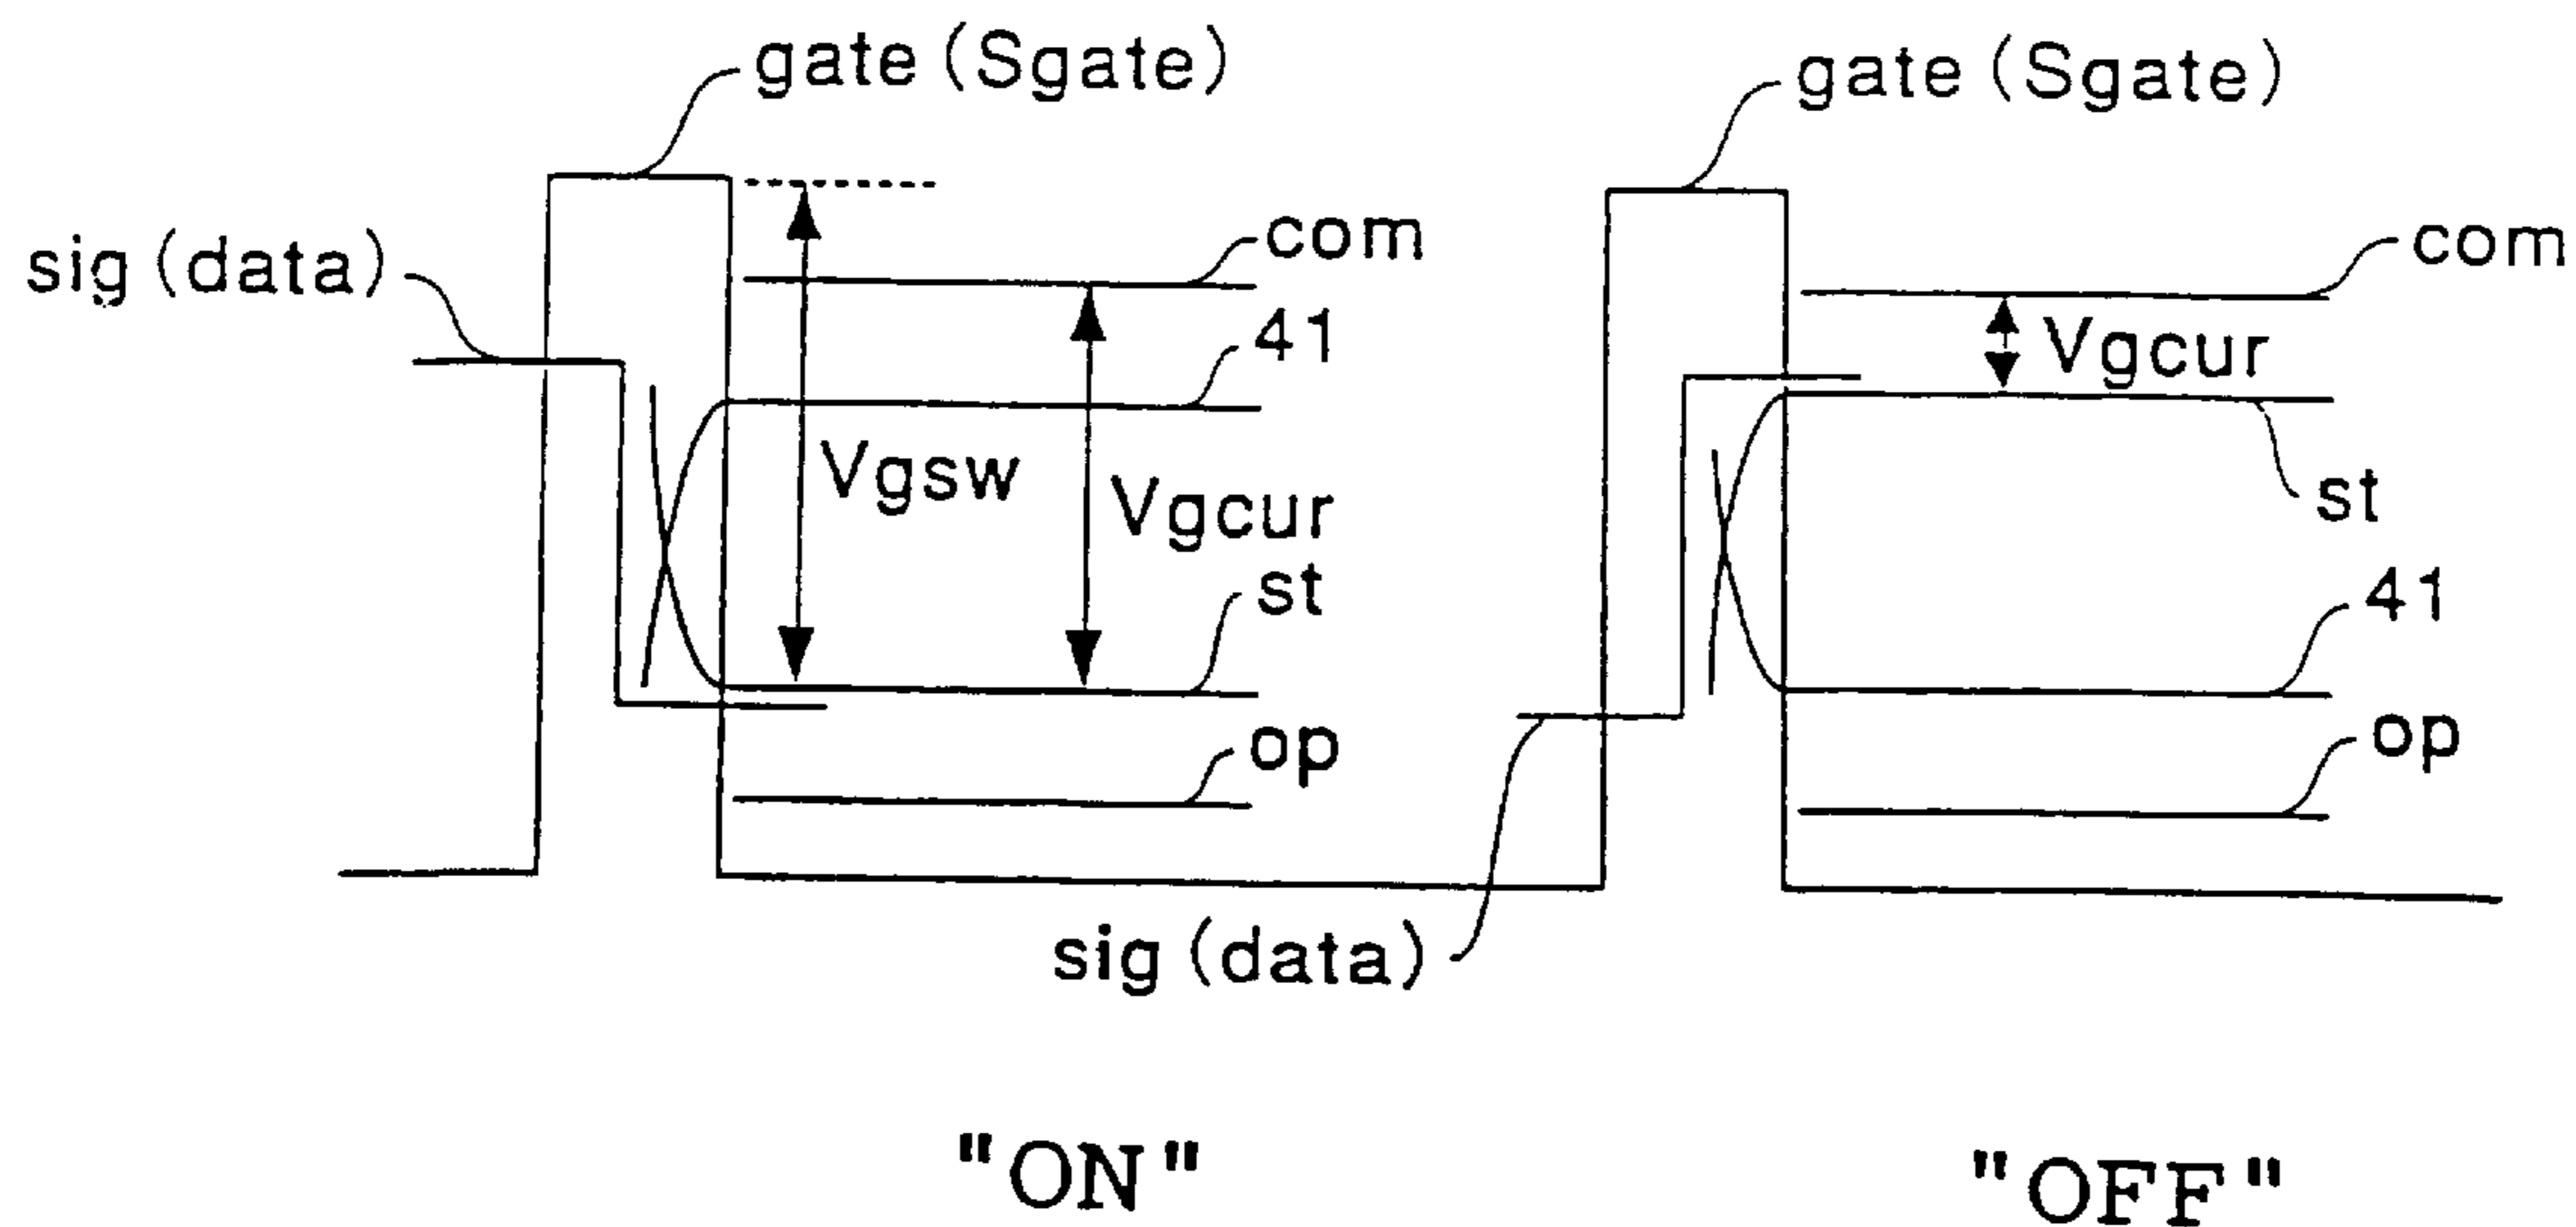 gate (Sgate)
gate (Sgate)
sig (data)
com
com
41
Vgcur
Vgsw
Vgcur
st
st
41
op
op
sig (data)
"ON"
"OFF"